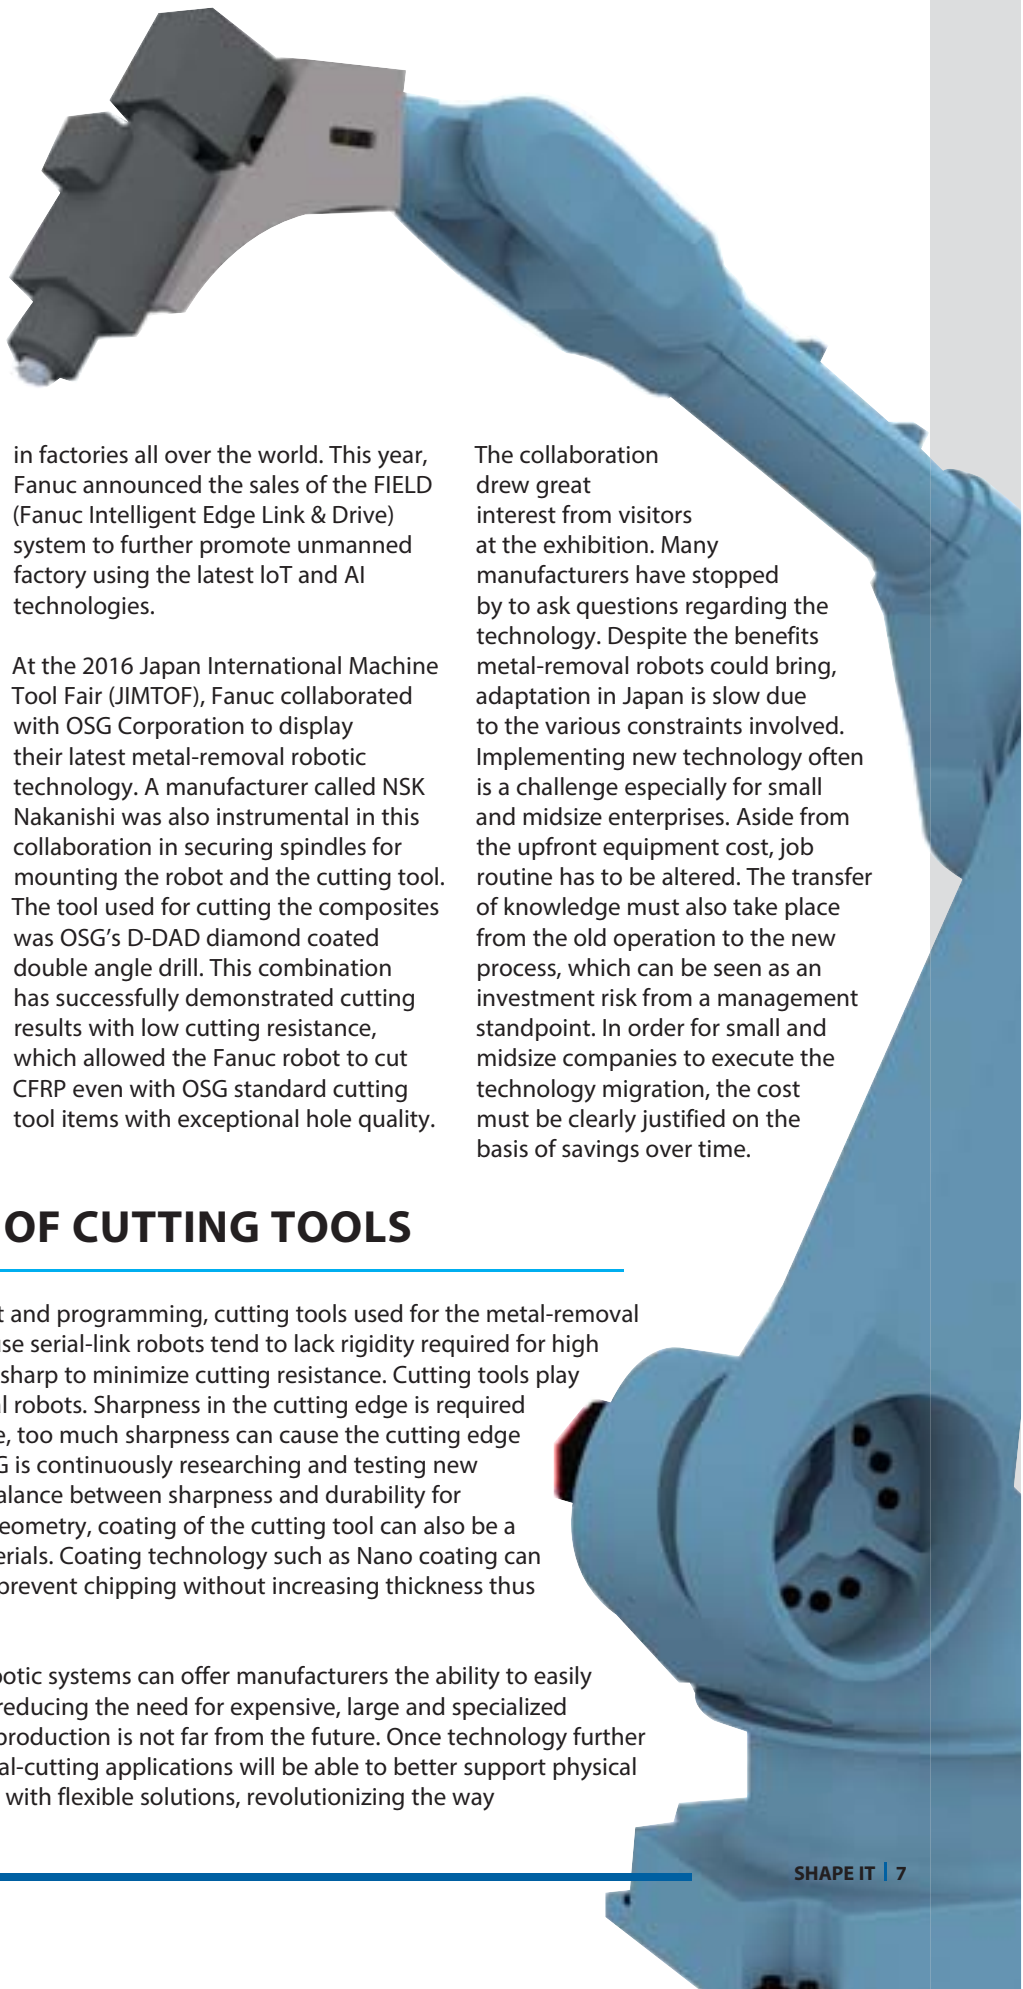 in factories all over the world. This year,
Fanuc announced the sales of the FIELD
(Fanuc Intelligent Edge Link & Drive)
system to further promote unmanned
factory using the latest loT and AI
technologies.
At the 2016 Japan International Machine
Tool Fair (JIMTOF), Fanuc collaborated
with OSG Corporation to display
their latest metal-removal robotic
technology. A manufacturer called NSK
Nakanishi was also instrumental in this
collaboration in securing spindles for
mounting the robot and the cutting tool.
The tool used for cutting the composites
was OSG’s D-DAD diamond coated
double angle drill. This combination
has successfully demonstrated cutting
results with low cutting resistance,
which allowed the Fanuc robot to cut
CFRP even with OSG standard cutting
tool items with exceptional hole quality.
The collaboration
drew great
interest from visitors
at the exhibition. Many
manufacturers have stopped
by to ask questions regarding the
technology. Despite the benefits
metal-removal robots could bring,
adaptation in Japan is slow due
to the various constraints involved.
Implementing new technology often
is a challenge especially for small
and midsize enterprises. Aside from
the upfront equipment cost, job
routine has to be altered. The transfer
of knowledge must also take place
from the old operation to the new
process, which can be seen as an
investment risk from a management
standpoint. In order for small and
midsize companies to execute the
technology migration, the cost
must be clearly justified on the
basis of savings over time.
OF CUTTING TOOLS
t and programming, cutting tools used for the metal-removal
use serial-link robots tend to lack rigidity required for high
sharp to minimize cutting resistance. Cutting tools play
al robots. Sharpness in the cutting edge is required
e, too much sharpness can cause the cutting edge
G is continuously researching and testing new
alance between sharpness and durability for
eometry, coating of the cutting tool can also be a
erials. Coating technology such as Nano coating can
prevent chipping without increasing thickness thus
botic systems can offer manufacturers the ability to easily
reducing the need for expensive, large and specialized
production is not far from the future. Once technology further
al-cutting applications will be able to better support physical
with flexible solutions, revolutionizing the way
SHAPE IT | 7